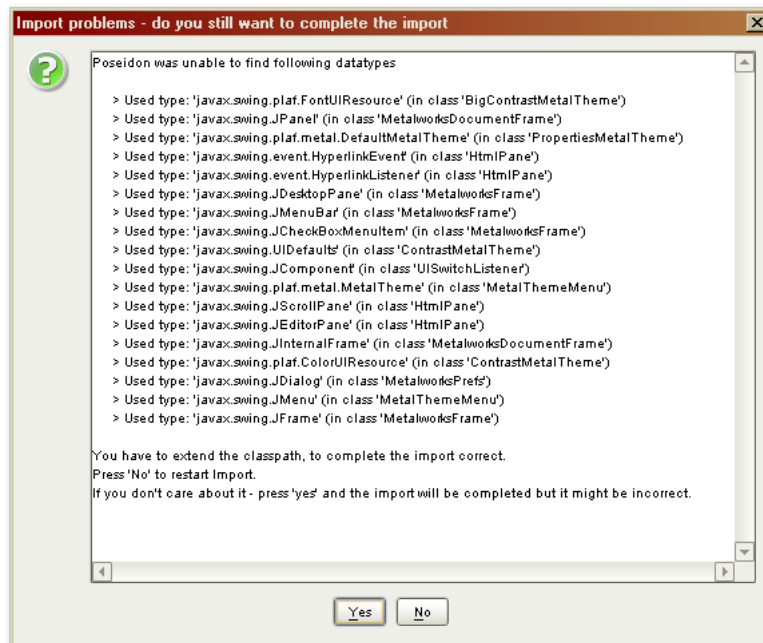 Import problems - do you still want to complete the import
Poseidon was unable to find following datatypes
> Used type: 'javax.swing.plaf.FontUIResource' (in class 'BigContrastMetalTheme')
> Used type: 'javax.swing.JPanel' (in class 'MetalworksDocumentFrame')
> Used type: 'javax.swing.plaf.metal.DefaultMetalTheme' (in class 'PropertiesMetalTheme')
> Used type: 'javax.swing.event.HyperlinkEvent' (in class 'HtmlPane')
> Used type: 'javax.swing.event.HyperlinkListener' (in class 'HtmlPane')
> Used type: 'javax.swing.JDesktopPane' (in class 'MetalworksFrame')
> Used type: 'javax.swing.JMenuBar' (in class 'MetalworksFrame')
> Used type: 'javax.swing.JCheckBoxMenuItem' (in class 'MetalworksFrame')
> Used type: 'javax.swing.UIDefaults' (in class 'ContrastMetalTheme')
> Used type: 'javax.swing.JComponent' (in class 'UISwitchListener')
> Used type: 'javax.swing.plaf.metal.MetalTheme' (in class 'MetalThemeMenu')
> Used type: 'javax.swing.JScrollPane' (in class 'HtmlPane')
> Used type: 'javax.swing.JEditorPane' (in class 'HtmlPane')
> Used type: 'javax.swing.JInternalFrame' (in class 'MetalworksDocumentFrame')
> Used type: 'javax.swing.plaf.ColorUIResource' (in class 'ContrastMetalTheme')
> Used type: 'javax.swing.JDialog' (in class 'MetalworksPrefs')
> Used type: 'javax.swing.JMenu' (in class 'MetalThemeMenu')
> Used type: 'javax.swing.JFrame' (in class 'MetalworksFrame')
You have to extend the classpath, to complete the import correct.
Press 'No' to restart Import.
If you don't care about it - press 'yes' and the import will be completed but it might be incorrect.
Yes No